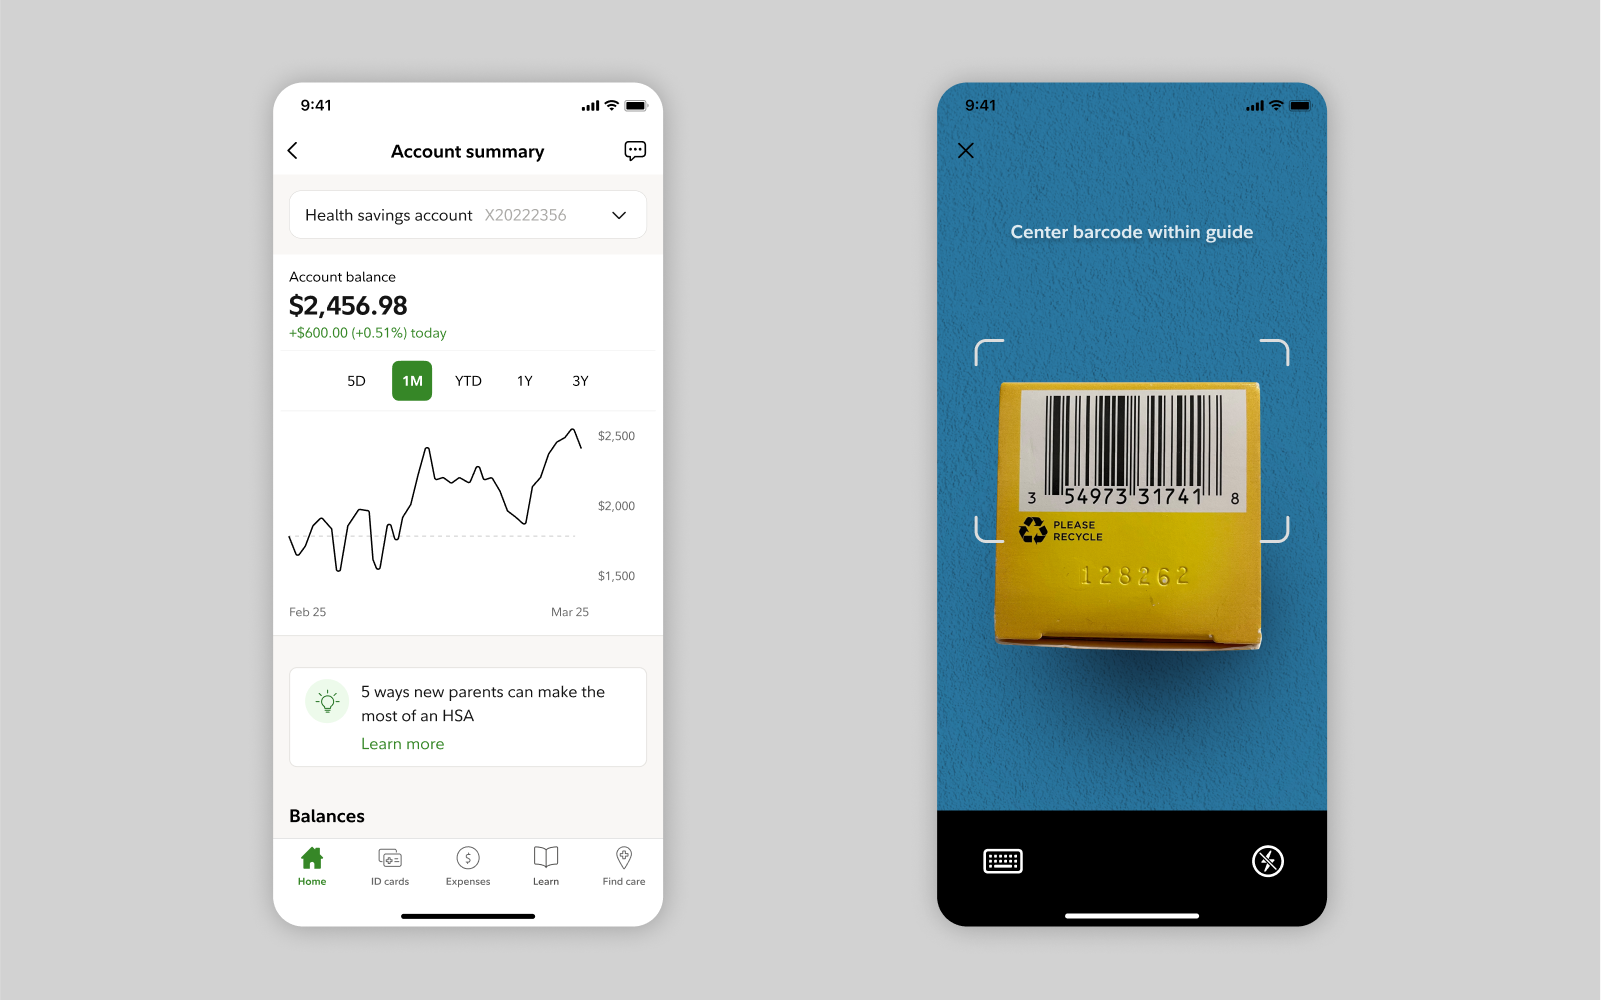 9:41
Account summary
Health savings account X20222356
Account balance
$2,456.98
+$600.00 (+0.51%) today
5D 1M YTD 1Y 3Y
$2,500
$2,000
$1,500
Feb 25 Mar 25
5 ways new parents can make the
most of an HSA
Learn more
Balances
Home ID cards Expenses Learn Find care
9:41
Center barcode within guide
3 54973 31741 8
PLEASE
RECYCLE
128262